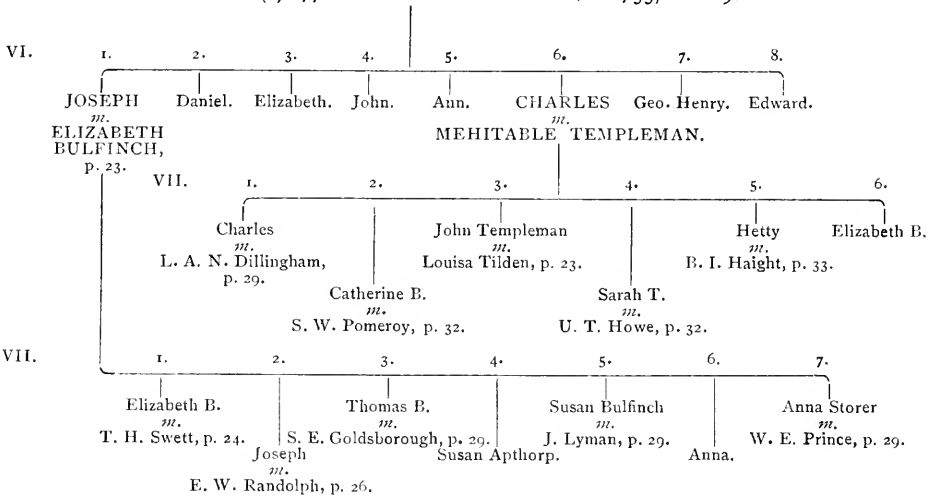 VI. 1. 2. 3. 4. 5. 6. 7. 8.
JOSEPH Daniel. Elizabeth. John. Ann. CHARLES Geo. Henry. Edward.
m. m.
ELIZABETH MEHITABLE TEMPLEMAN.
BULFINCH,
p. 23.
VII. 1. 2. 3. 4. 5. 6.
Charles John Templeman Hetty Elizabeth B.
m. m. m.
L. A. N. Dillingham, Louisa Tilden, p. 23. B. I. Haight, p. 33.
p. 29.
Catherine B. Sarah T.
m. m.
S. W. Pomeroy, p. 32. U. T. Howe, p. 32.
VII. 1. 2. 3. 4. 5. 6. 7.
Elizabeth B. Thomas B. Susan Bulfinch Anna Storer
m. m. m. m.
T. H. Swett, p. 24. S. E. Goldsborough, p. 29. J. Lyman, p. 29. W. E. Prince, p. 29.
Joseph Susan Apthorp. Anna.
m.
E. W. Randolph, p. 26.